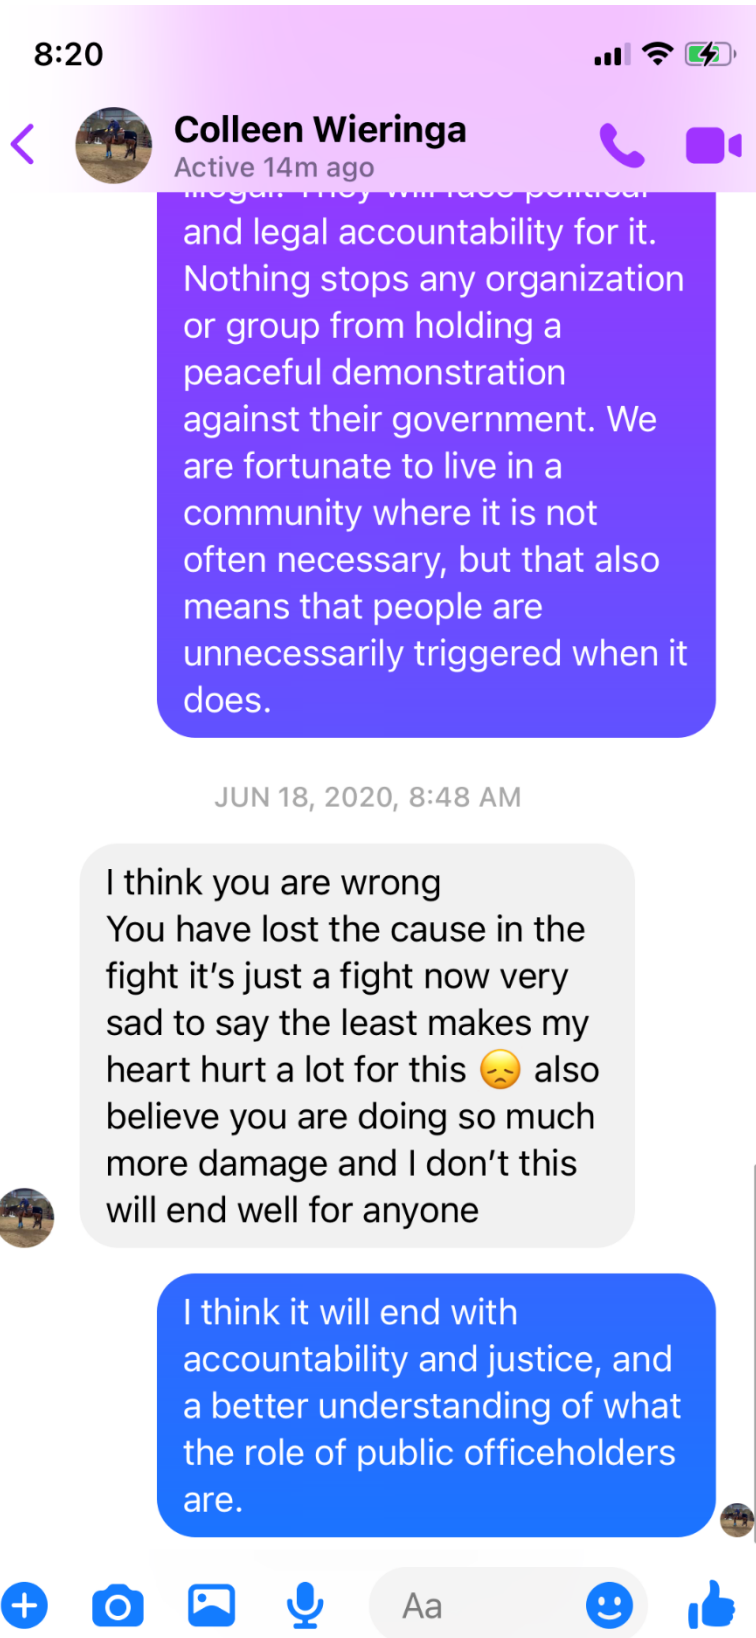 8:20
Colleen Wieringa
Active 14m ago
illegal. They will face political
and legal accountability for it.
Nothing stops any organization
or group from holding a
peaceful demonstration
against their government. We
are fortunate to live in a
community where it is not
often necessary, but that also
means that people are
unnecessarily triggered when it
does.
JUN 18, 2020, 8:48 AM
I think you are wrong
You have lost the cause in the
fight it's just a fight now very
sad to say the least makes my
heart hurt a lot for this 😞 also
believe you are doing so much
more damage and I don't this
will end well for anyone
I think it will end with
accountability and justice, and
a better understanding of what
the role of public officeholders
are.
Aa